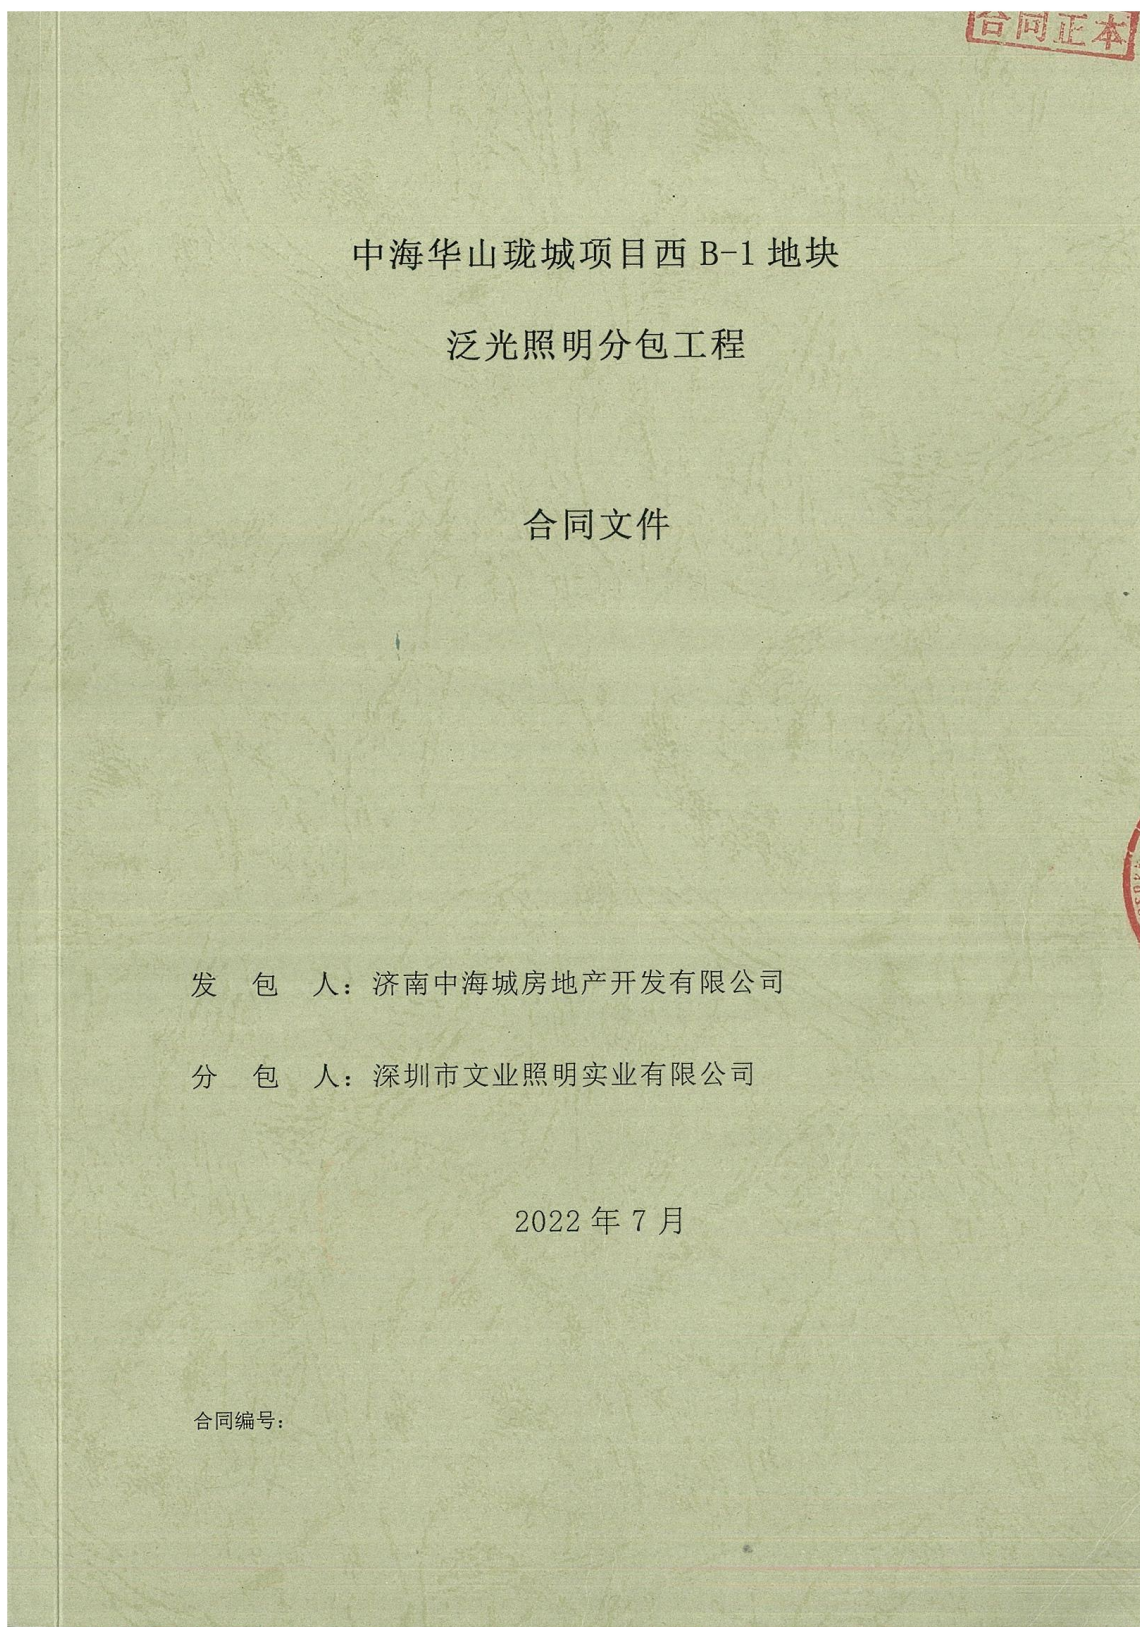 合同正本
中海华山珑城项目西 B-1 地块
泛光照明分包工程
合同文件
发 包 人：济南中海城房地产开发有限公司
分 包 人：深圳市文业照明实业有限公司
2022 年 7 月
合同编号：